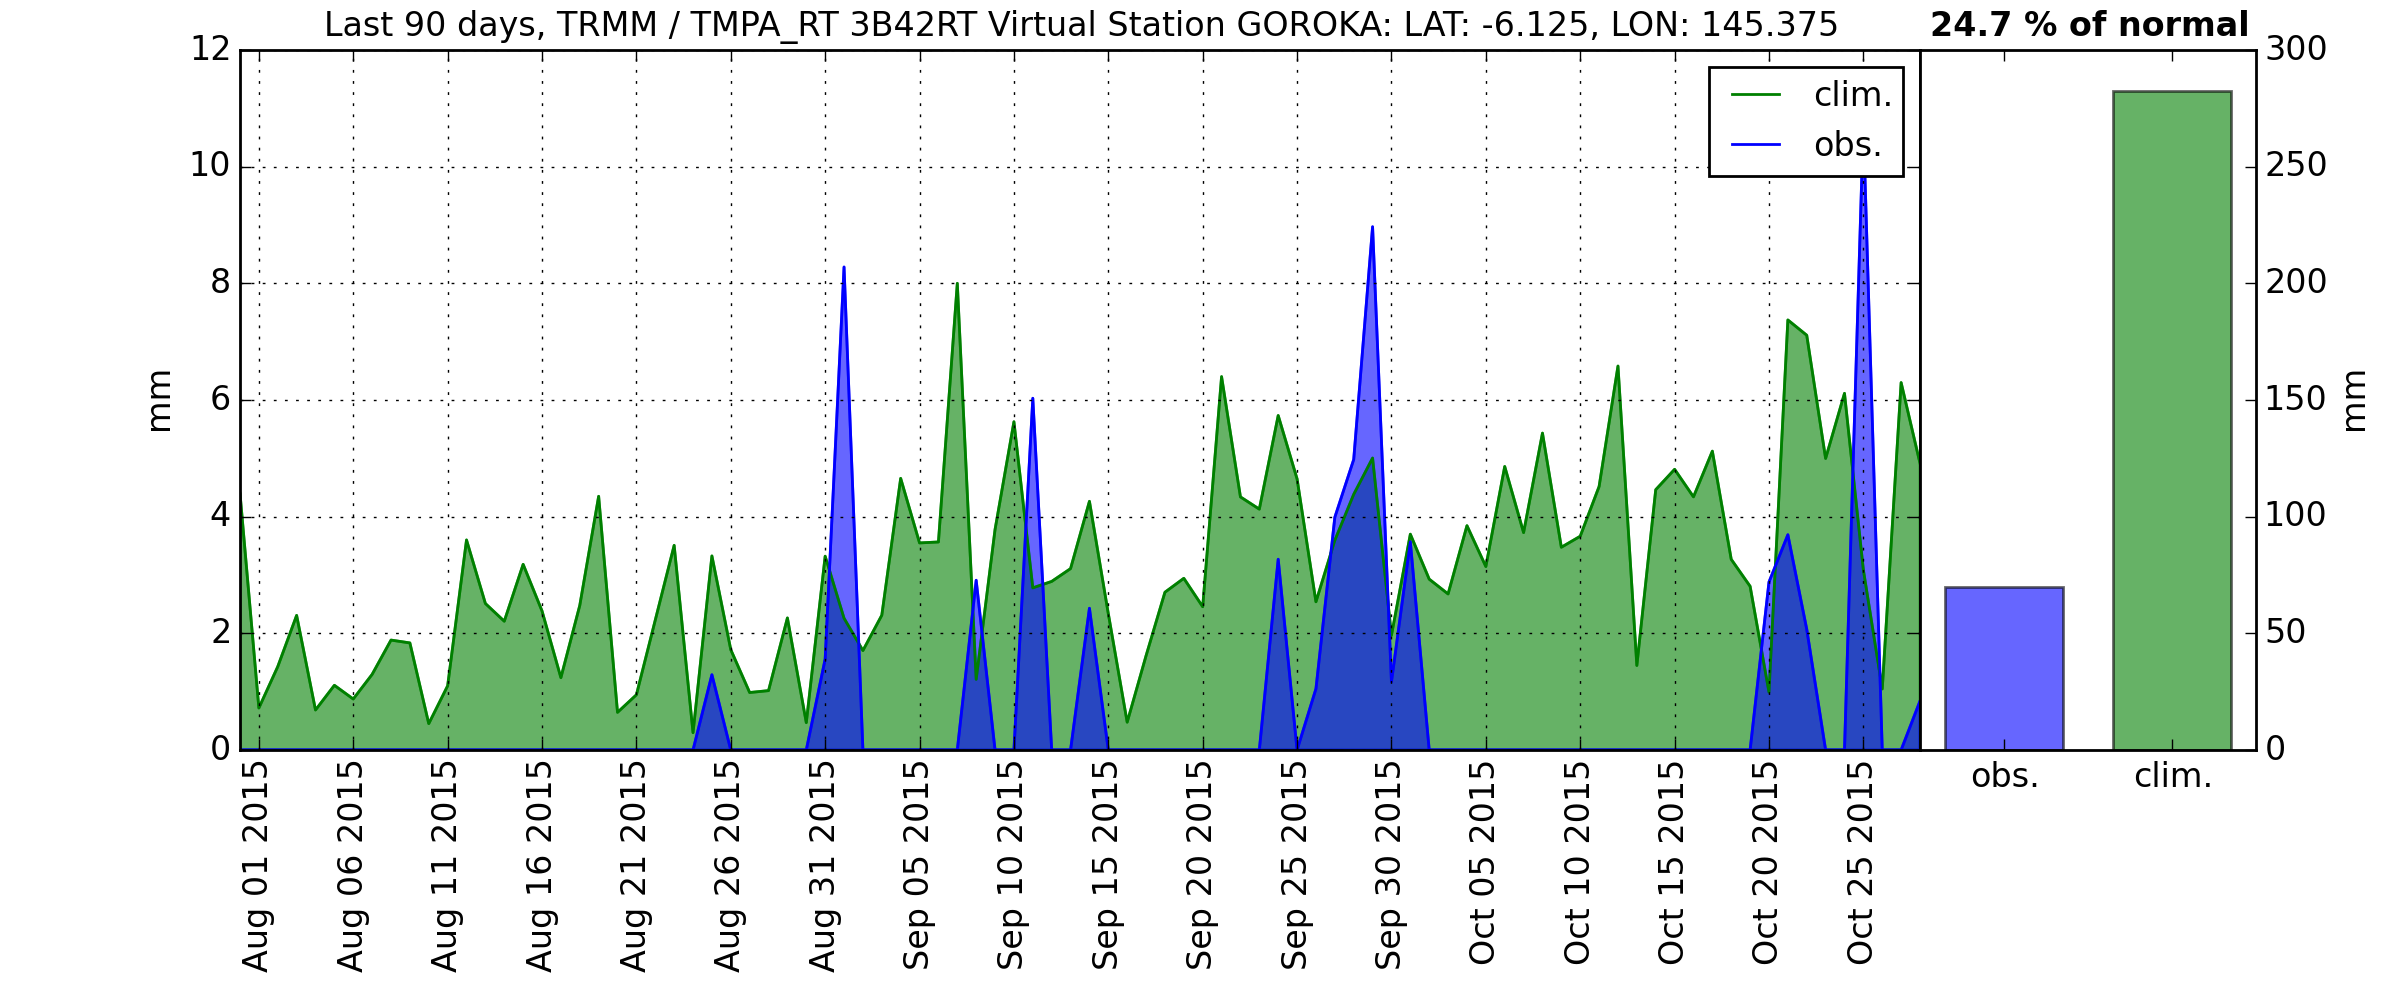 Last 90 days, TRMM / TMPA_RT 3B42RT Virtual Station GOROKA: LAT: -6.125, LON: 145.375
24.7 % of normal
12
10
8
6
4
2
0
mm
clim.
obs.
300
250
200
150
100
50
0
mm
Aug 01 2015
Aug 06 2015
Aug 11 2015
Aug 16 2015
Aug 21 2015
Aug 26 2015
Aug 31 2015
Sep 05 2015
Sep 10 2015
Sep 15 2015
Sep 20 2015
Sep 25 2015
Sep 30 2015
Oct 05 2015
Oct 10 2015
Oct 15 2015
Oct 20 2015
Oct 25 2015
obs.
clim.